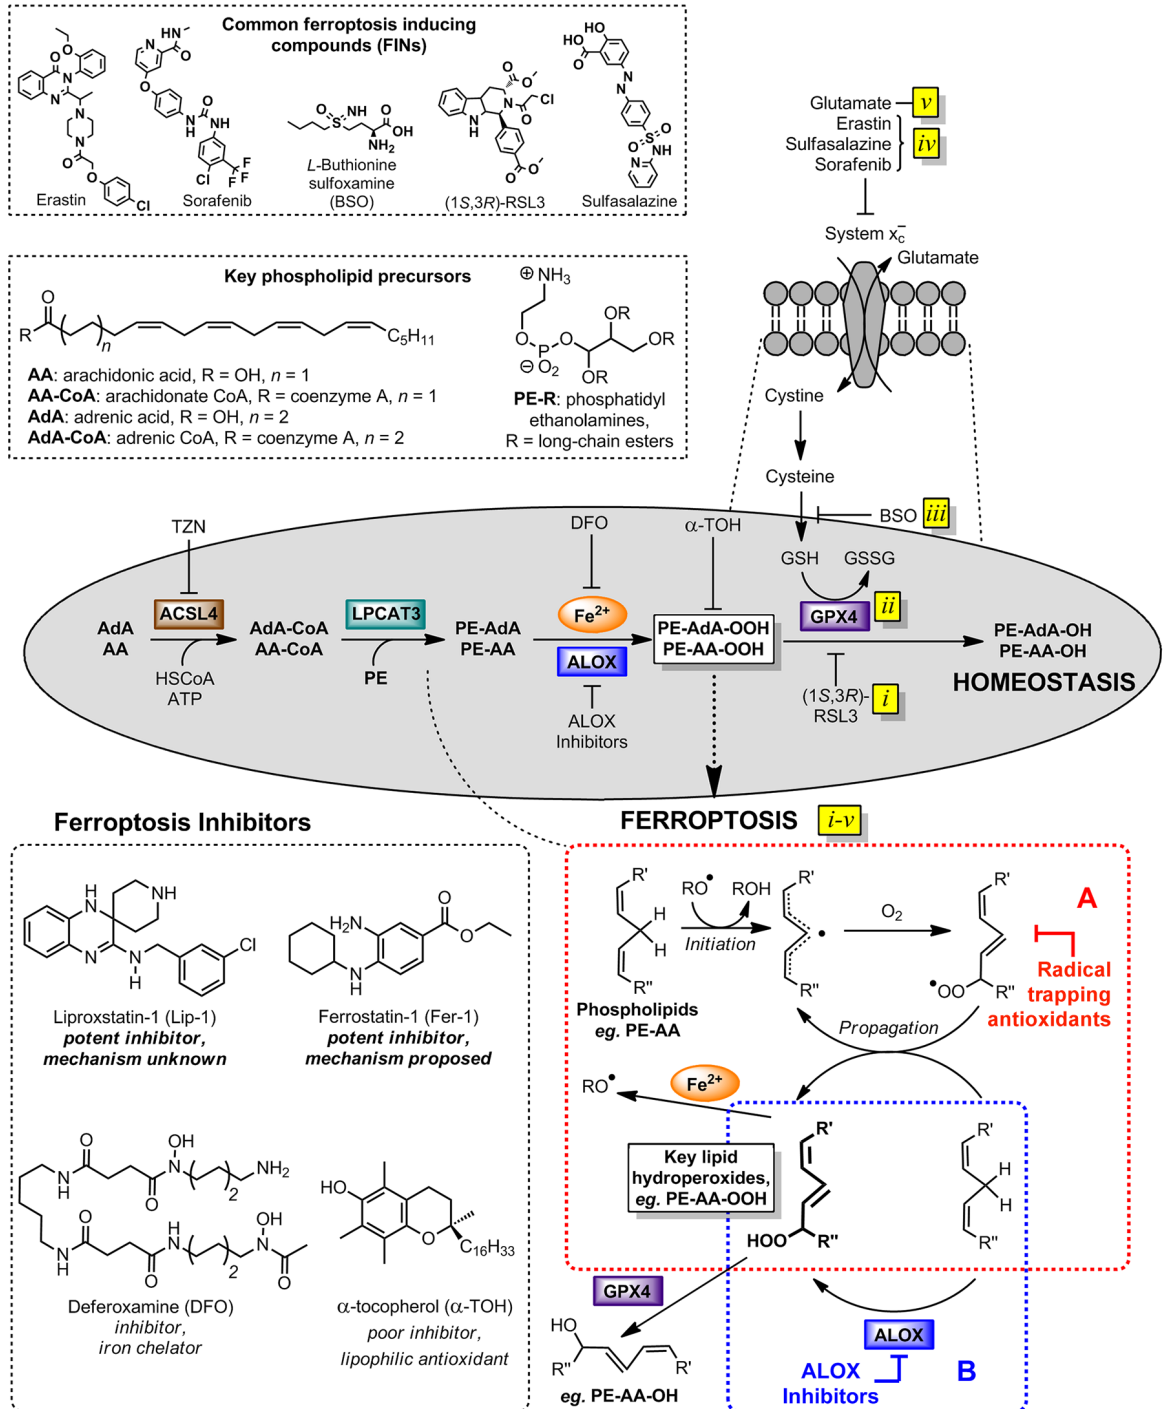 Common ferroptosis inducing
compounds (FINs)
Erastin
Sorafenib
L-Buthionine
sulfoxamine
(BSO)
(1S,3R)-RSL3
Sulfasalazine
Key phospholipid precursors
AA: arachidonic acid, R = OH, n = 1
AA-CoA: arachidonate CoA, R = coenzyme A, n = 1
AdA: adrenic acid, R = OH, n = 2
AdA-CoA: adrenic CoA, R = coenzyme A, n = 2
PE-R: phosphatidyl
ethanolamines,
R = long-chain esters
Glutamate v
Erastin
Sulfasalazine iv
Sorafenib
System xc−
Glutamate
Cystine
Cysteine
BSO iii
TZN
DFO
α-TOH
GSH GSSG
ACSL4
LPCAT3
Fe2+
GPX4 ii
AdA
AA
AdA-CoA
AA-CoA
PE-AdA
PE-AA
ALOX
PE-AdA-OOH
PE-AA-OOH
PE-AdA-OH
PE-AA-OH
HSCoA
ATP
PE
ALOX
Inhibitors
(1S,3R)-
RSL3
i
HOMEOSTASIS
FERROPTOSIS i-v
Ferroptosis Inhibitors
Liproxstatin-1 (Lip-1)
potent inhibitor,
mechanism unknown
Ferrostatin-1 (Fer-1)
potent inhibitor,
mechanism proposed
Deferoxamine (DFO)
inhibitor,
iron chelator
α-tocopherol (α-TOH)
poor inhibitor,
lipophilic antioxidant
A
RO• ROH
Initiation
O2
Phospholipids
eg. PE-AA
Radical
trapping
antioxidants
Propagation
RO•
Fe2+
Key lipid
hydroperoxides,
eg. PE-AA-OOH
GPX4
eg. PE-AA-OH
ALOX
ALOX
Inhibitors
B